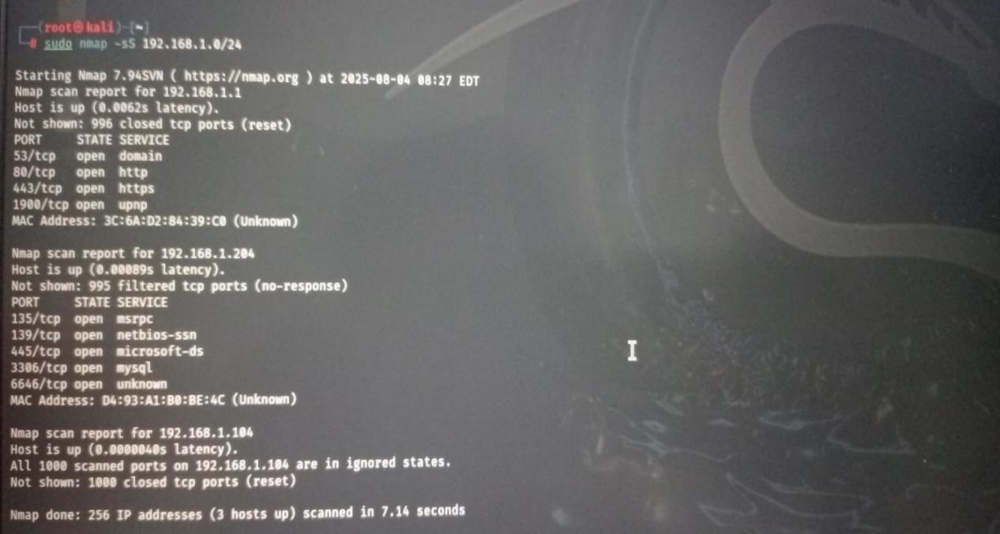 ┌──(root㉿kali)-[~]
└─# sudo nmap -sS 192.168.1.0/24
Starting Nmap 7.94SVN ( https://nmap.org ) at 2025-08-04 08:27 EDT
Nmap scan report for 192.168.1.1
Host is up (0.0062s latency).
Not shown: 996 closed tcp ports (reset)
PORT     STATE SERVICE
53/tcp   open  domain
80/tcp   open  http
443/tcp  open  https
1900/tcp open  upnp
MAC Address: 3C:6A:D2:84:39:C0 (Unknown)
Nmap scan report for 192.168.1.204
Host is up (0.00089s latency).
Not shown: 995 filtered tcp ports (no-response)
PORT     STATE SERVICE
135/tcp  open  msrpc
139/tcp  open  netbios-ssn
445/tcp  open  microsoft-ds
3306/tcp open  mysql
6646/tcp open  unknown
MAC Address: D4:93:A1:B0:BE:4C (Unknown)
Nmap scan report for 192.168.1.104
Host is up (0.0000040s latency).
All 1000 scanned ports on 192.168.1.104 are in ignored states.
Not shown: 1000 closed tcp ports (reset)
Nmap done: 256 IP addresses (3 hosts up) scanned in 7.14 seconds